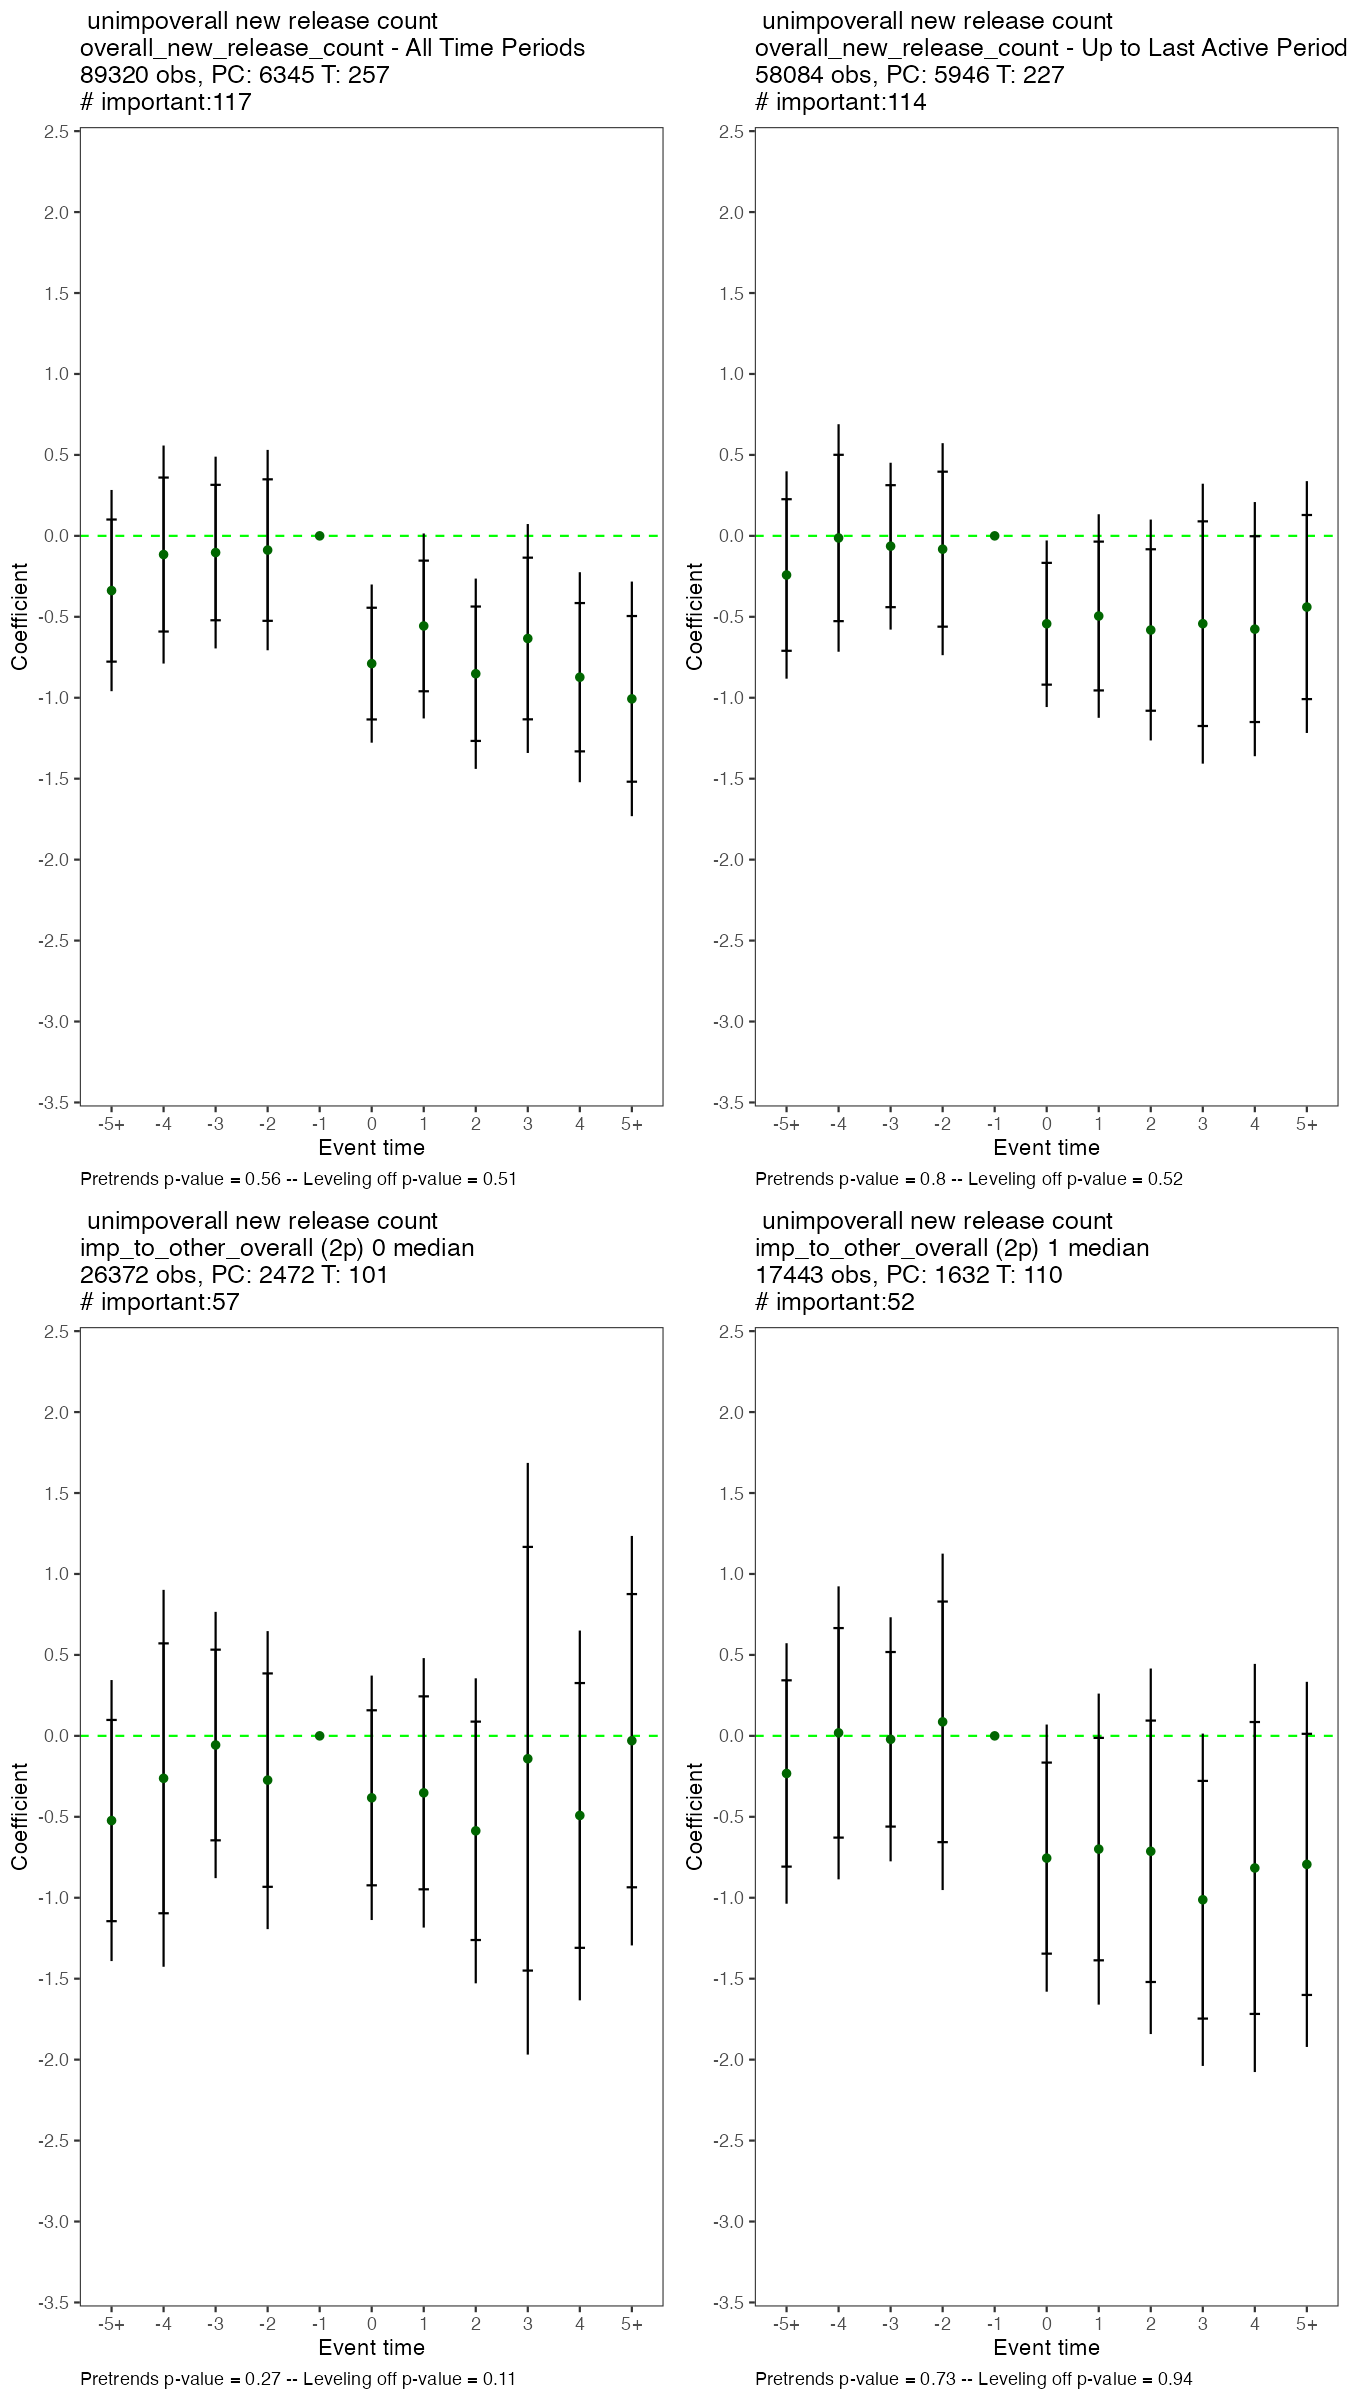 unimpoverall new release count
overall_new_release_count - All Time Periods
89320 obs, PC: 6345 T: 257
# important:117
2.5
2.0
1.5
1.0
0.5
0.0
-0.5
-1.0
-1.5
-2.0
-2.5
-3.0
-3.5
Coefficient
-5+ -4 -3 -2 -1 0 1 2 3 4 5+
Event time
Pretrends p-value = 0.56 -- Leveling off p-value = 0.51
unimpoverall new release count
overall_new_release_count - Up to Last Active Period
58084 obs, PC: 5946 T: 227
# important:114
2.5
2.0
1.5
1.0
0.5
0.0
-0.5
-1.0
-1.5
-2.0
-2.5
-3.0
-3.5
Coefficient
-5+ -4 -3 -2 -1 0 1 2 3 4 5+
Event time
Pretrends p-value = 0.8 -- Leveling off p-value = 0.52
unimpoverall new release count
imp_to_other_overall (2p) 0 median
26372 obs, PC: 2472 T: 101
# important:57
2.5
2.0
1.5
1.0
0.5
0.0
-0.5
-1.0
-1.5
-2.0
-2.5
-3.0
-3.5
Coefficient
-5+ -4 -3 -2 -1 0 1 2 3 4 5+
Event time
Pretrends p-value = 0.27 -- Leveling off p-value = 0.11
unimpoverall new release count
imp_to_other_overall (2p) 1 median
17443 obs, PC: 1632 T: 110
# important:52
2.5
2.0
1.5
1.0
0.5
0.0
-0.5
-1.0
-1.5
-2.0
-2.5
-3.0
-3.5
Coefficient
-5+ -4 -3 -2 -1 0 1 2 3 4 5+
Event time
Pretrends p-value = 0.73 -- Leveling off p-value = 0.94